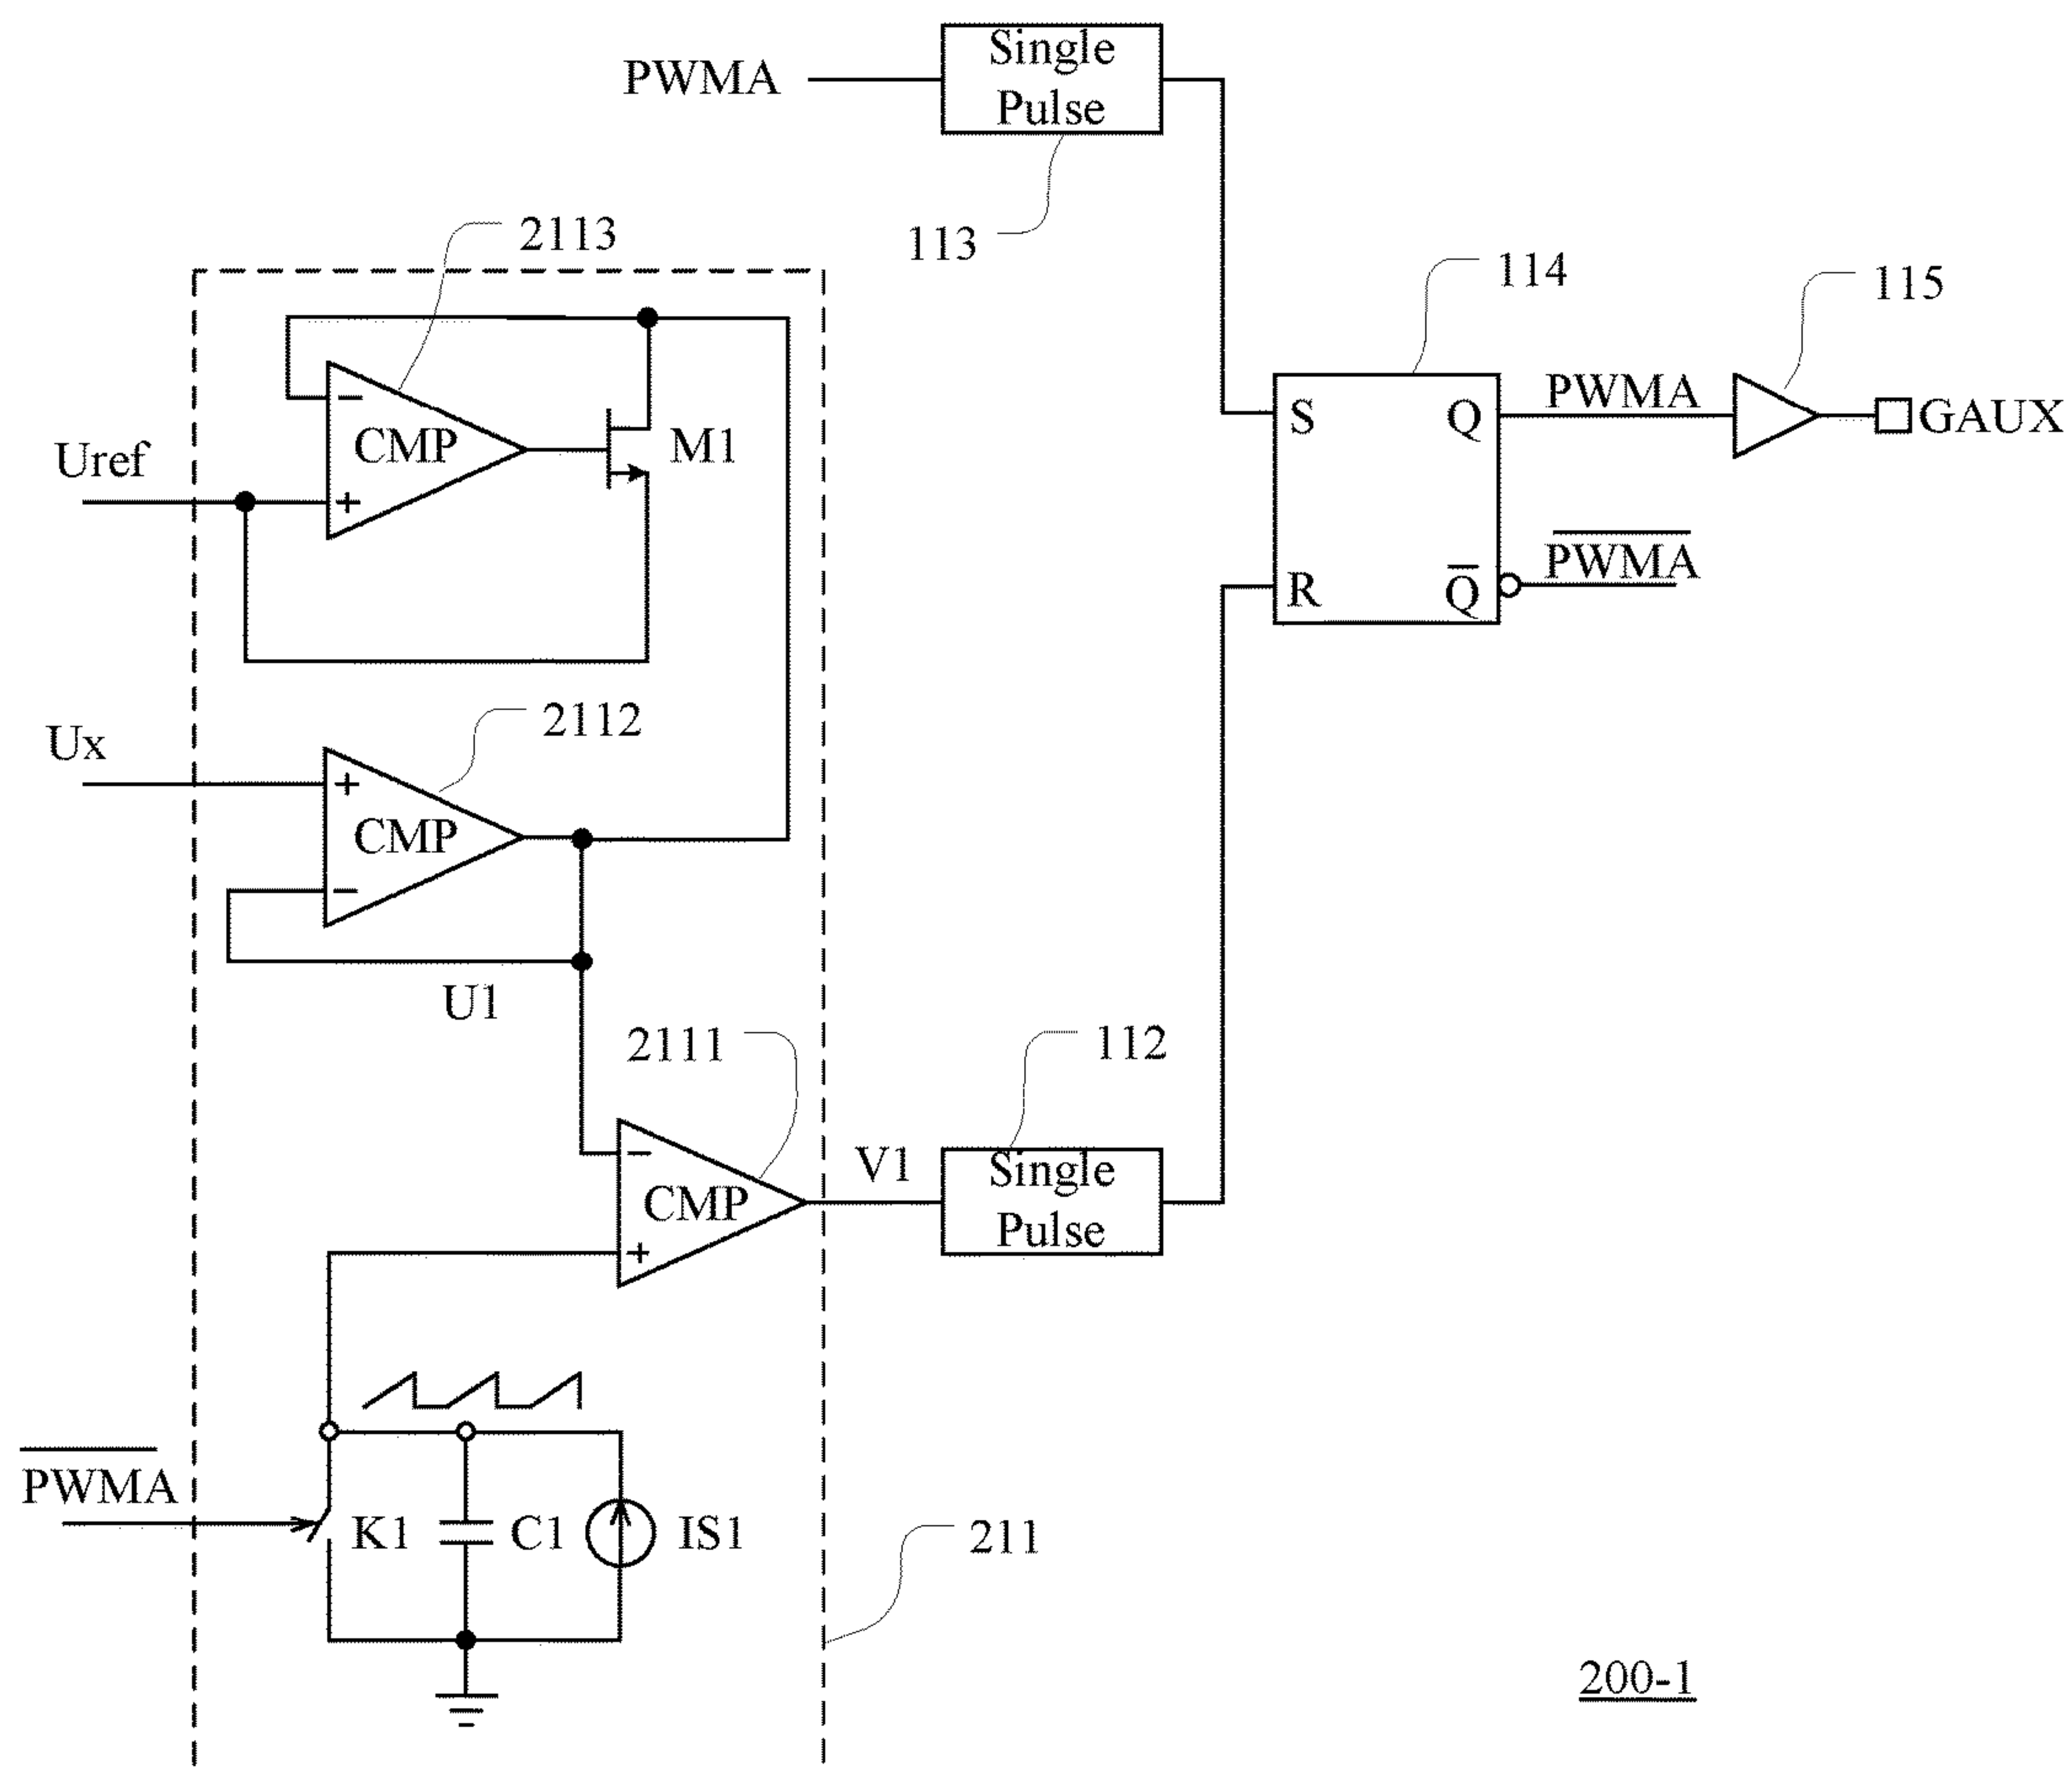 PWMA
Single
Pulse
113
2113
114
115
−
CMP
+
M1
Uref
S
Q
PWMA
GAUX
R
Q̅
P̅W̅M̅A̅
Ux
2112
+
CMP
−
U1
2111
112
−
CMP
+
V1
Single
Pulse
P̅W̅M̅A̅
K1
C1
IS1
211
200-1